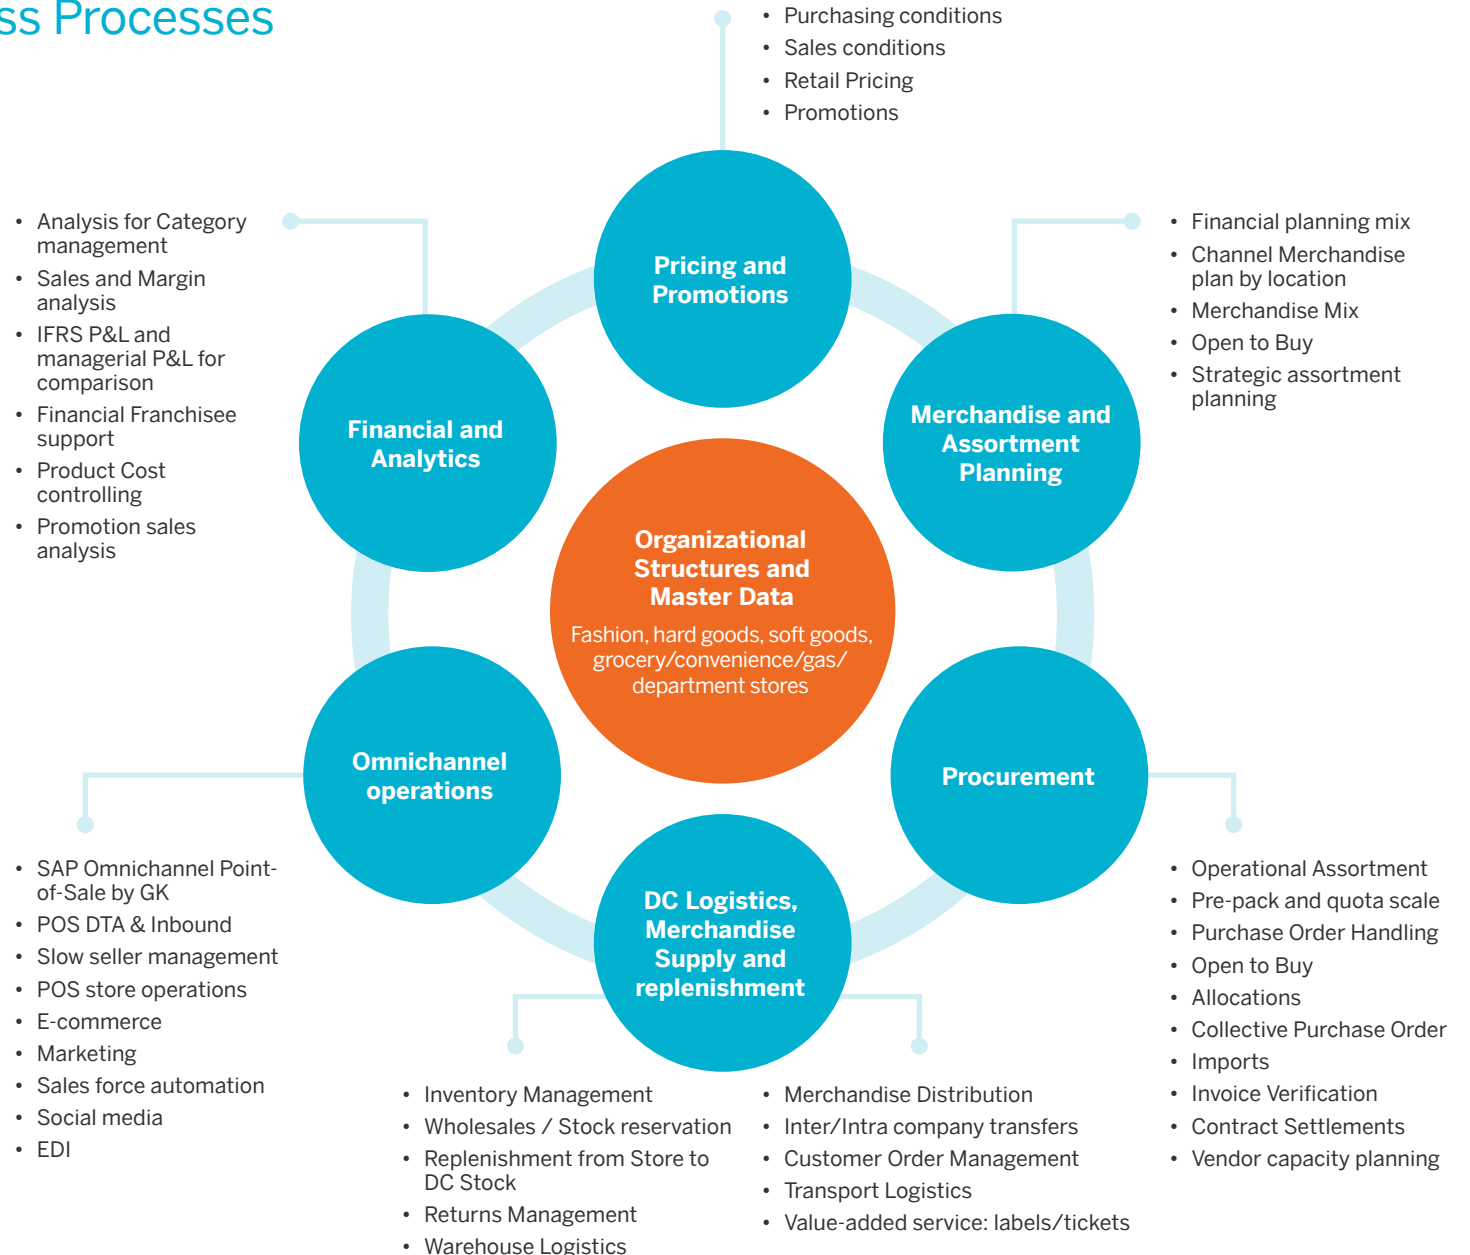 ss Processes
• Purchasing conditions
• Sales conditions
• Retail Pricing
• Promotions
• Analysis for Category
management
• Sales and Margin
analysis
• IFRS P&L and
managerial P&L for
comparison
• Financial Franchisee
support
• Product Cost
controlling
• Promotion sales
analysis
Pricing and
Promotions
• Financial planning mix
• Channel Merchandise
plan by location
• Merchandise Mix
• Open to Buy
• Strategic assortment
planning
Financial and
Analytics
Merchandise and
Assortment
Planning
Organizational
Structures and
Master Data
Fashion, hard goods, soft goods,
grocery/convenience/gas/
department stores
Omnichannel
operations
Procurement
DC Logistics,
Merchandise
Supply and
replenishment
• SAP Omnichannel Point-
of-Sale by GK
• POS DTA & Inbound
• Slow seller management
• POS store operations
• E-commerce
• Marketing
• Sales force automation
• Social media
• EDI
• Inventory Management
• Wholesales / Stock reservation
• Replenishment from Store to
DC Stock
• Returns Management
• Warehouse Logistics
• Merchandise Distribution
• Inter/Intra company transfers
• Customer Order Management
• Transport Logistics
• Value-added service: labels/tickets
• Operational Assortment
• Pre-pack and quota scale
• Purchase Order Handling
• Open to Buy
• Allocations
• Collective Purchase Order
• Imports
• Invoice Verification
• Contract Settlements
• Vendor capacity planning